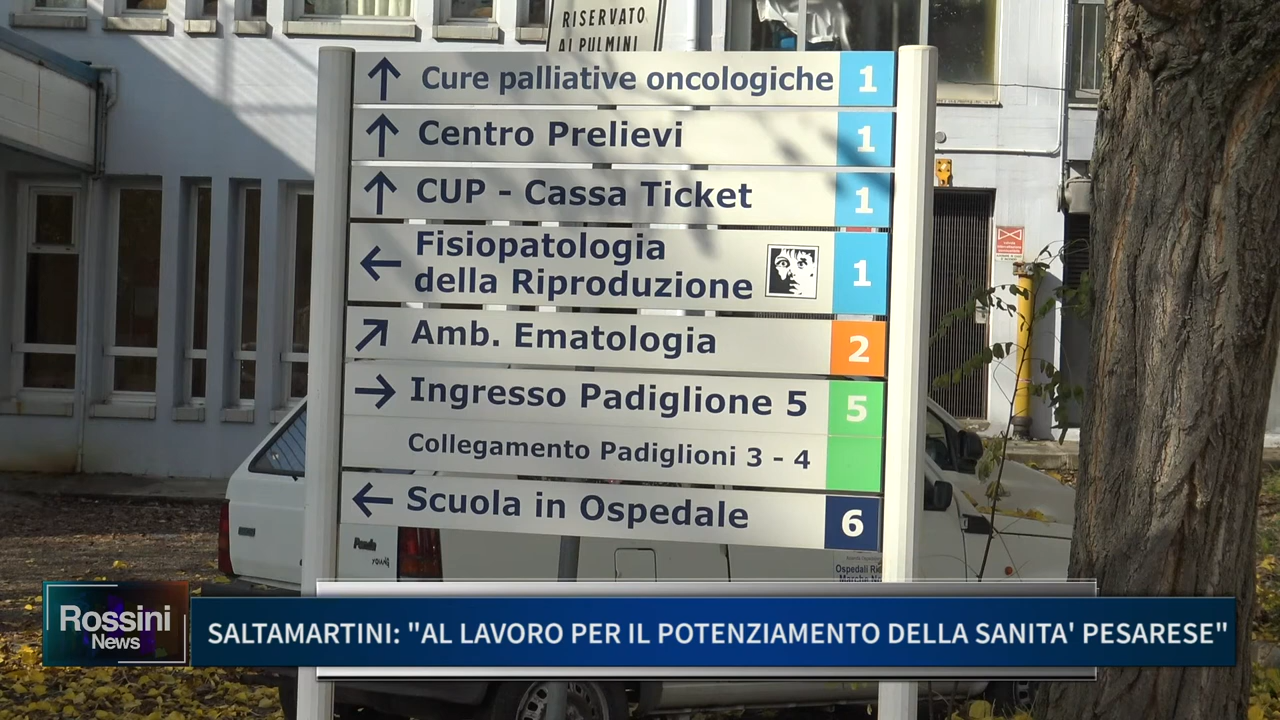 RISERVATO
AI PULMINI
Cure palliative oncologiche 1
Centro Prelievi 1
CUP - Cassa Ticket 1
Fisiopatologia
della Riproduzione 1
Amb. Ematologia 2
Ingresso Padiglione 5 5
Collegamento Padiglioni 3 - 4
Scuola in Ospedale 6
Panda
YOUNG
Rossini
News
SALTAMARTINI: "AL LAVORO PER IL POTENZIAMENTO DELLA SANITA' PESARESE"